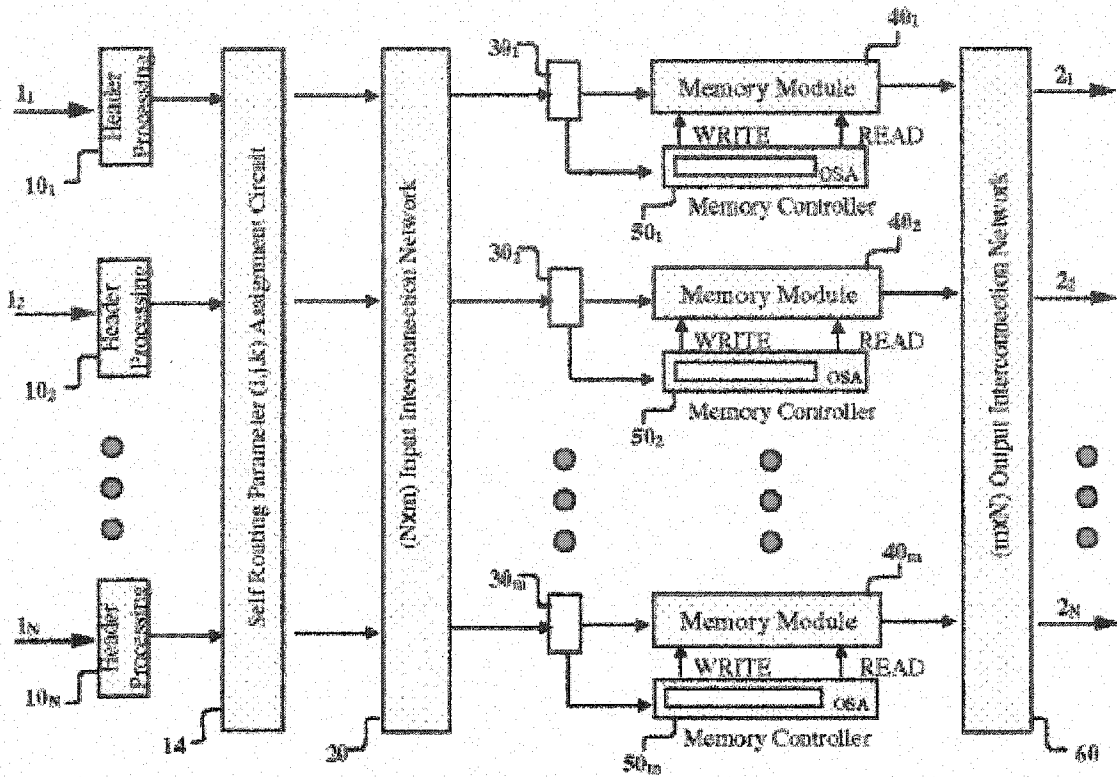 1₁
Header Processing
10₁
1₂
Header Processing
10₂
1N
Header Processing
10N
Self Routing Parameter (i,j,k) Assignment Circuit
14
(Nxm) Input Interconnection Network
20
30₁
40₁
Memory Module
WRITE READ
OSA
Memory Controller
50₁
30₂
40₂
Memory Module
WRITE READ
OSA
Memory Controller
50₂
30m
40m
Memory Module
WRITE READ
OSA
Memory Controller
50m
(mxN) Output Interconnection Network
60
2₁
2₂
2N